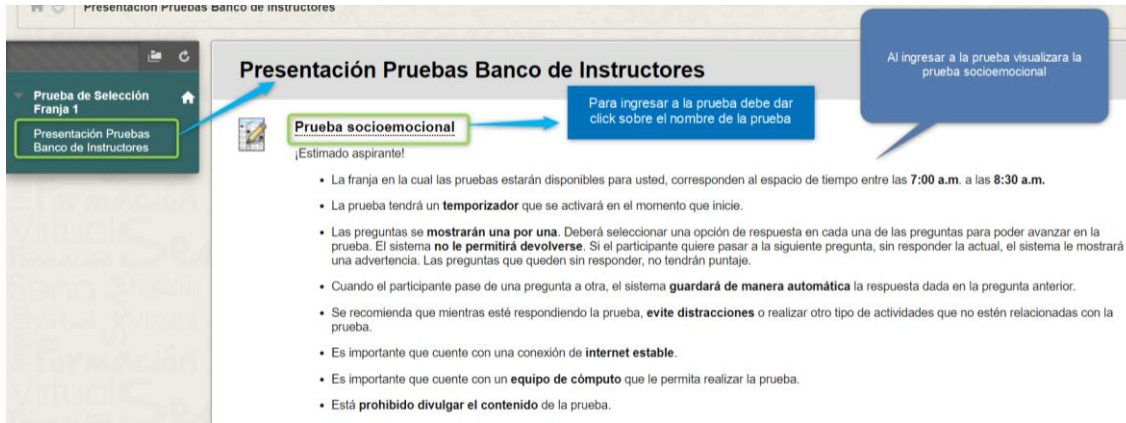 Presentación Pruebas Banco de Instructores
Al ingresar a la prueba visualizara la
prueba socioemocional
Prueba de Selección
Franja 1
Presentación Pruebas
Banco de Instructores
Presentación Pruebas Banco de Instructores
Para ingresar a la prueba debe dar
click sobre el nombre de la prueba
Prueba socioemocional
¡Estimado aspirante!
• La franja en la cual las pruebas estarán disponibles para usted, corresponden al espacio de tiempo entre las 7:00 a.m. a las 8:30 a.m.
• La prueba tendrá un temporizador que se activará en el momento que inicie.
• Las preguntas se mostrarán una por una. Deberá seleccionar una opción de respuesta en cada una de las preguntas para poder avanzar en la
prueba. El sistema no le permitirá devolverse. Si el participante quiere pasar a la siguiente pregunta, sin responder la actual, el sistema le mostrará
una advertencia. Las preguntas que queden sin responder, no tendrán puntaje.
• Cuando el participante pase de una pregunta a otra, el sistema guardará de manera automática la respuesta dada en la pregunta anterior.
• Se recomienda que mientras esté respondiendo la prueba, evite distracciones o realizar otro tipo de actividades que no estén relacionadas con la
prueba.
• Es importante que cuente con una conexión de internet estable.
• Es importante que cuente con un equipo de cómputo que le permita realizar la prueba.
• Está prohibido divulgar el contenido de la prueba.
Formación
Virtual
Sena
Formación
Virtual